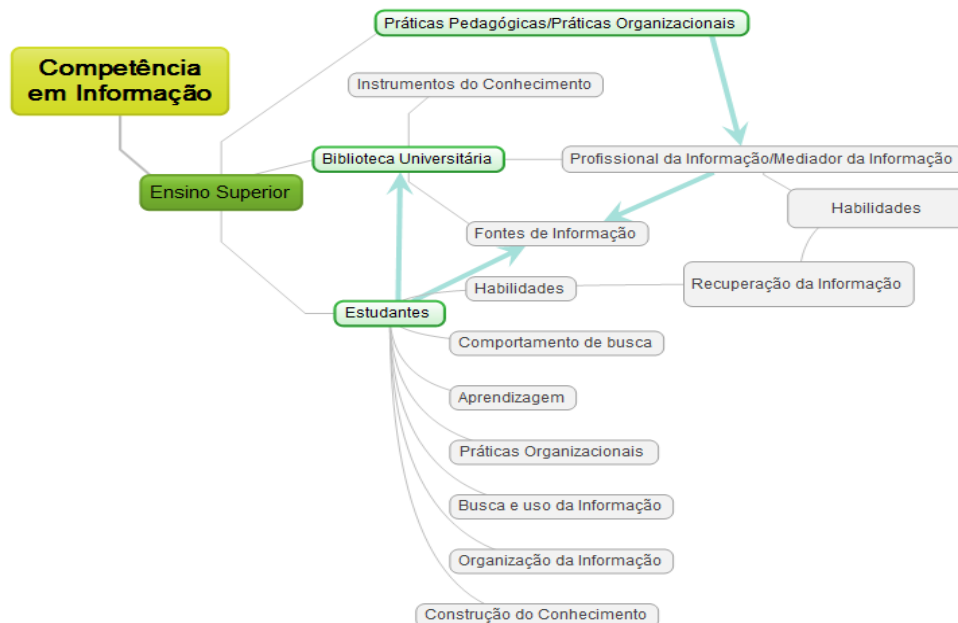 Práticas Pedagógicas/Práticas Organizacionais
Competência
em Informação
Instrumentos do Conhecimento
Biblioteca Universitária
Profissional da Informação/Mediador da Informação
Ensino Superior
Habilidades
Fontes de Informação
Habilidades
Recuperação da Informação
Estudantes
Comportamento de busca
Aprendizagem
Práticas Organizacionais
Busca e uso da Informação
Organização da Informação
Construção do Conhecimento